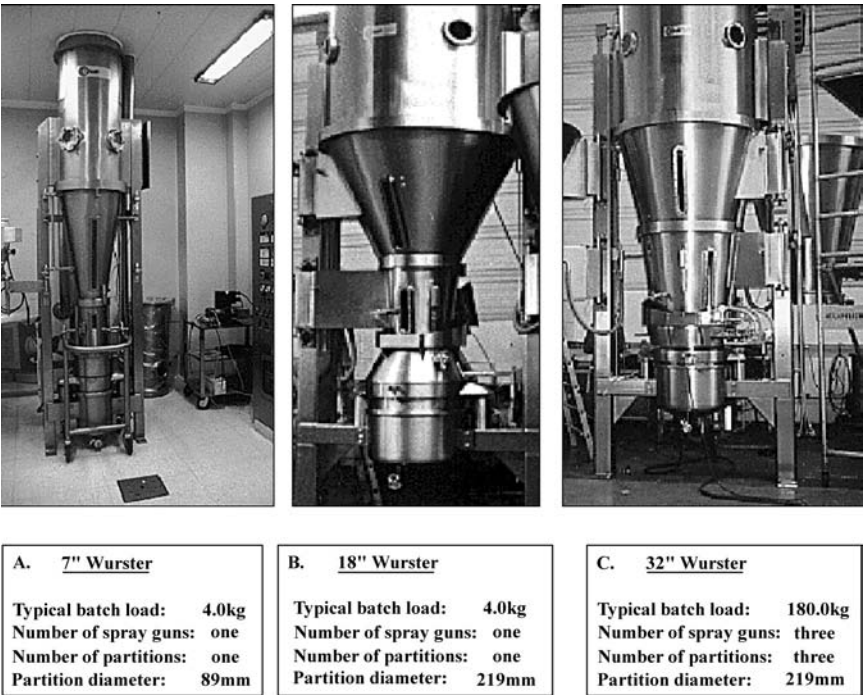 A. 7" Wurster
Typical batch load: 4.0kg
Number of spray guns: one
Number of partitions: one
Partition diameter: 89mm
B. 18" Wurster
Typical batch load: 4.0kg
Number of spray guns: one
Number of partitions: one
Partition diameter: 219mm
C. 32" Wurster
Typical batch load: 180.0kg
Number of spray guns: three
Number of partitions: three
Partition diameter: 219mm